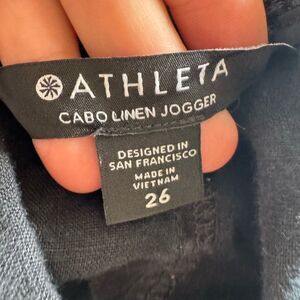 ATHLETA
CABO LINEN JOGGER
DESIGNED IN
SAN FRANCISCO
MADE IN
VIETNAM
26